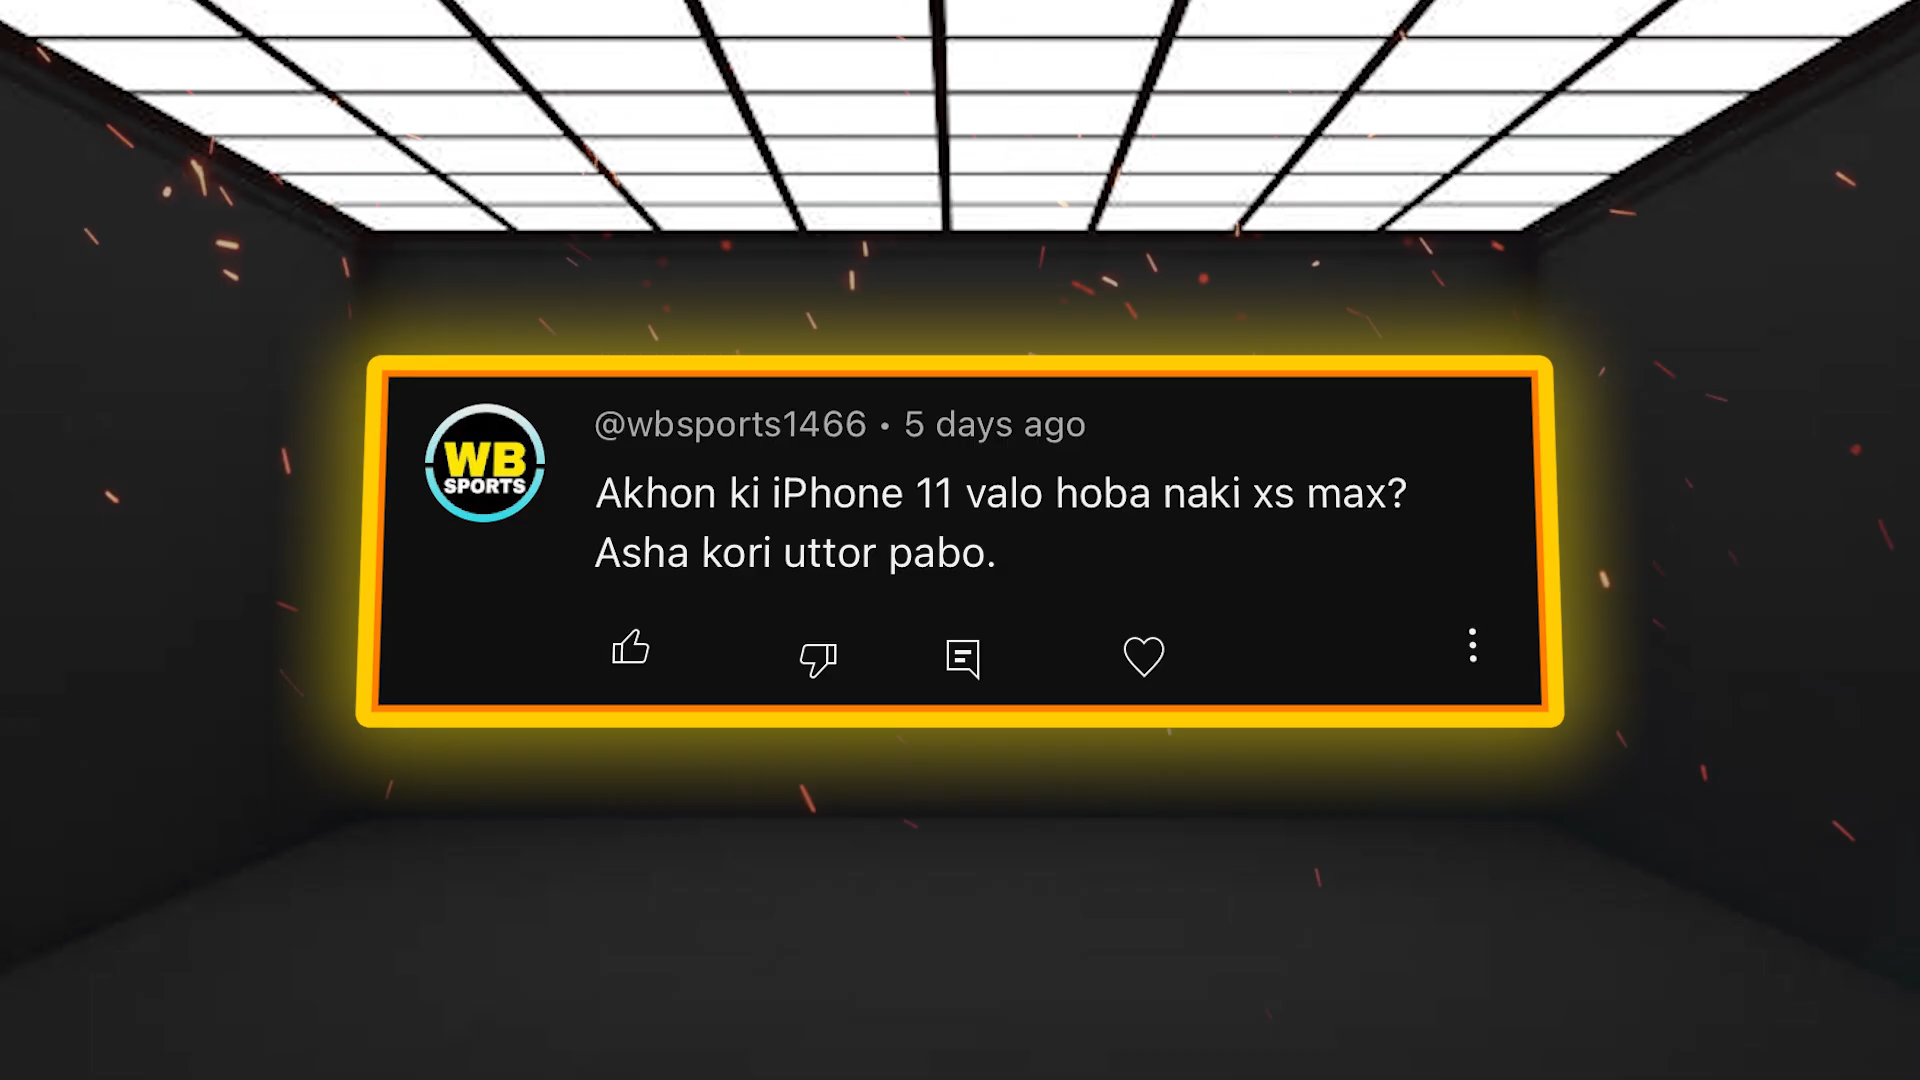 @wbsports1466 • 5 days ago
WB
SPORTS
Akhon ki iPhone 11 valo hoba naki xs max?
Asha kori uttor pabo.